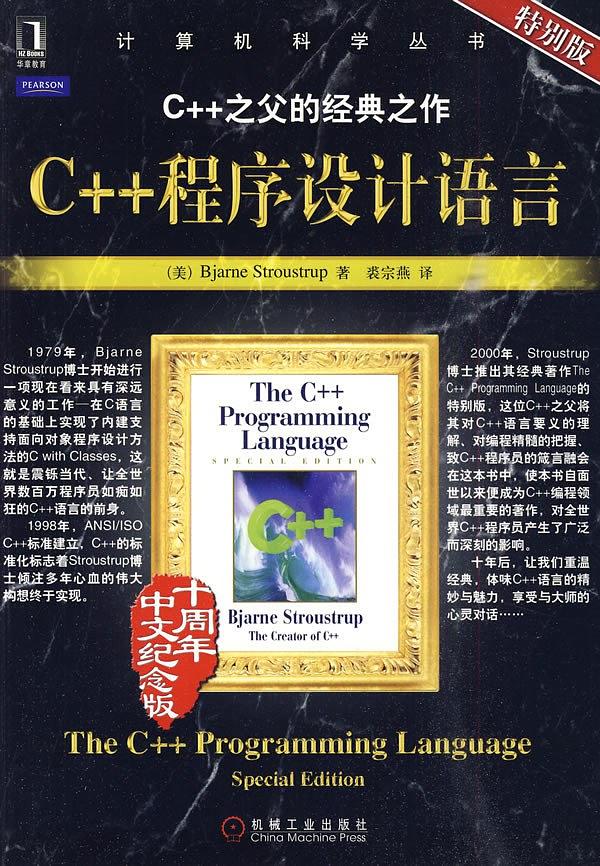 HZ BOOKS
华章教育
PEARSON
计算机科学丛书
特别版
C++之父的经典之作
C++程序设计语言
（美）Bjarne Stroustrup 著 裘宗燕 译
1979年，Bjarne
Stroustrup博士开始进行
一项现在看来具有深远
意义的工作—在C语言
的基础上实现了内建支
持面向对象程序设计方
法的C with Classes，这
就是震铄当代、让全世
界数百万程序员如痴如
狂的C++语言的前身。
1998年，ANSI/ISO
C++标准建立，C++的标
准化标志着Stroustrup博
士倾注多年心血的伟大
构想终于实现。
The C++
Programming
Language
SPECIAL EDITION
C++
Bjarne Stroustrup
The Creator of C++
2000年，Stroustrup
博士推出其经典著作The
C++ Programming Language的
特别版，这位C++之父将
其对C++语言要义的理
解、对编程精髓的把握、
致C++程序员的箴言融会
在这本书中，使本书自面
世以来便成为C++编程领
域最重要的著作，对全世
界C++程序员产生了广泛
而深刻的影响。
十年后，让我们重温
经典，体味C++语言的精
妙与魅力，享受与大师的
心灵对话……
十周年
中文纪念版
The C++ Programming Language
Special Edition
机械工业出版社
China Machine Press